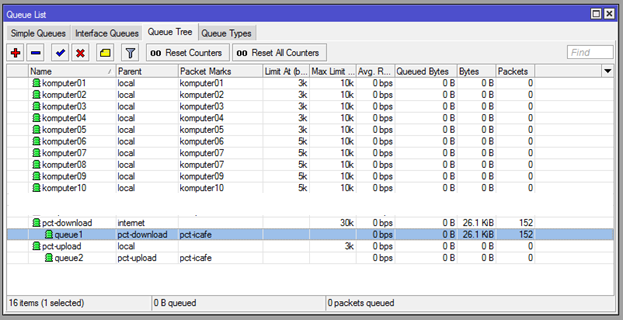 Queue List
Simple Queues Interface Queues Queue Tree Queue Types
00 Reset Counters 00 Reset All Counters Find
Name Parent Packet Marks Limit At (b... Max Limit ... Avg. R... Queued Bytes Bytes Packets
komputer01 local komputer01 3k 10k 0 bps 0 B 0 B 0
komputer02 local komputer02 3k 10k 0 bps 0 B 0 B 0
komputer03 local komputer03 3k 10k 0 bps 0 B 0 B 0
komputer04 local komputer04 3k 10k 0 bps 0 B 0 B 0
komputer05 local komputer05 3k 10k 0 bps 0 B 0 B 0
komputer06 local komputer06 5k 10k 0 bps 0 B 0 B 0
komputer07 local komputer07 5k 10k 0 bps 0 B 0 B 0
komputer08 local komputer08 5k 10k 0 bps 0 B 0 B 0
komputer09 local komputer09 5k 10k 0 bps 0 B 0 B 0
komputer10 local komputer10 5k 10k 0 bps 0 B 0 B 0
pct-download internet 30k 0 bps 0 B 26.1 KiB 152
queue1 pct-download pct-icafe 0 bps 0 B 26.1 KiB 152
pct-upload local 3k 0 bps 0 B 0 B 0
queue2 pct-upload pct-icafe 0 bps 0 B 0 B 0
16 items (1 selected) 0 B queued 0 packets queued